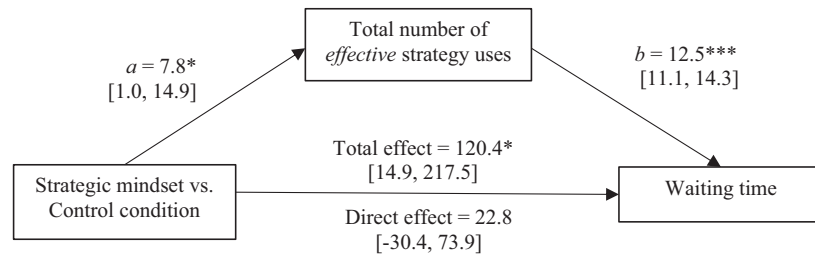 Total number of
effective strategy uses
a = 7.8*
[1.0, 14.9]
b = 12.5***
[11.1, 14.3]
Total effect = 120.4*
[14.9, 217.5]
Strategic mindset vs.
Control condition
Waiting time
Direct effect = 22.8
[-30.4, 73.9]